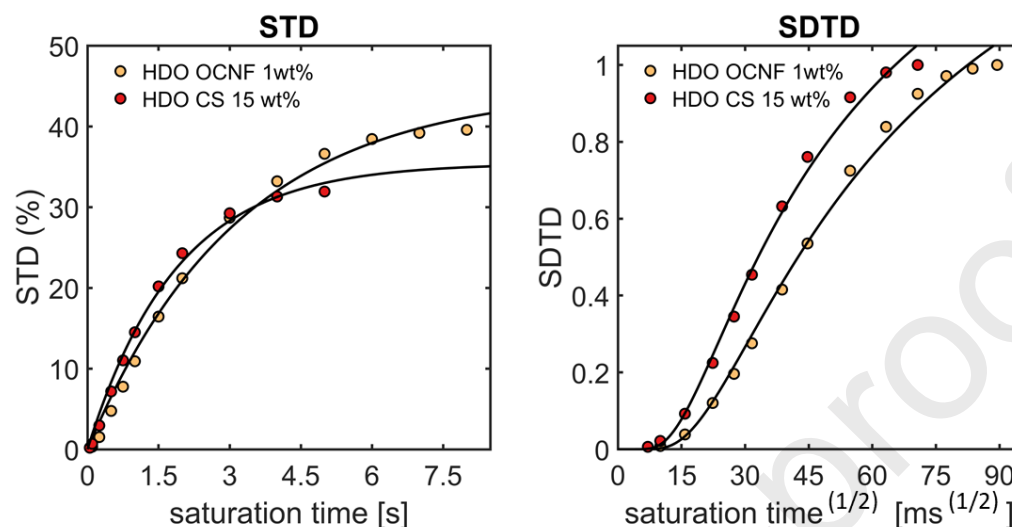 STD
50
40
30
20
10
0
STD (%)
HDO OCNF 1wt%
HDO CS 15 wt%
0 1.5 3 4.5 6 7.5
saturation time [s]
SDTD
1
0.8
0.6
0.4
0.2
0
SDTD
HDO OCNF 1wt%
HDO CS 15 wt%
0 15 30 45 60 75 90
saturation time (1/2) [ms (1/2)]